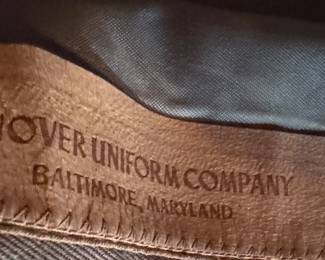 OVER UNIFORM COMPANY
BALTIMORE, MARYLAND